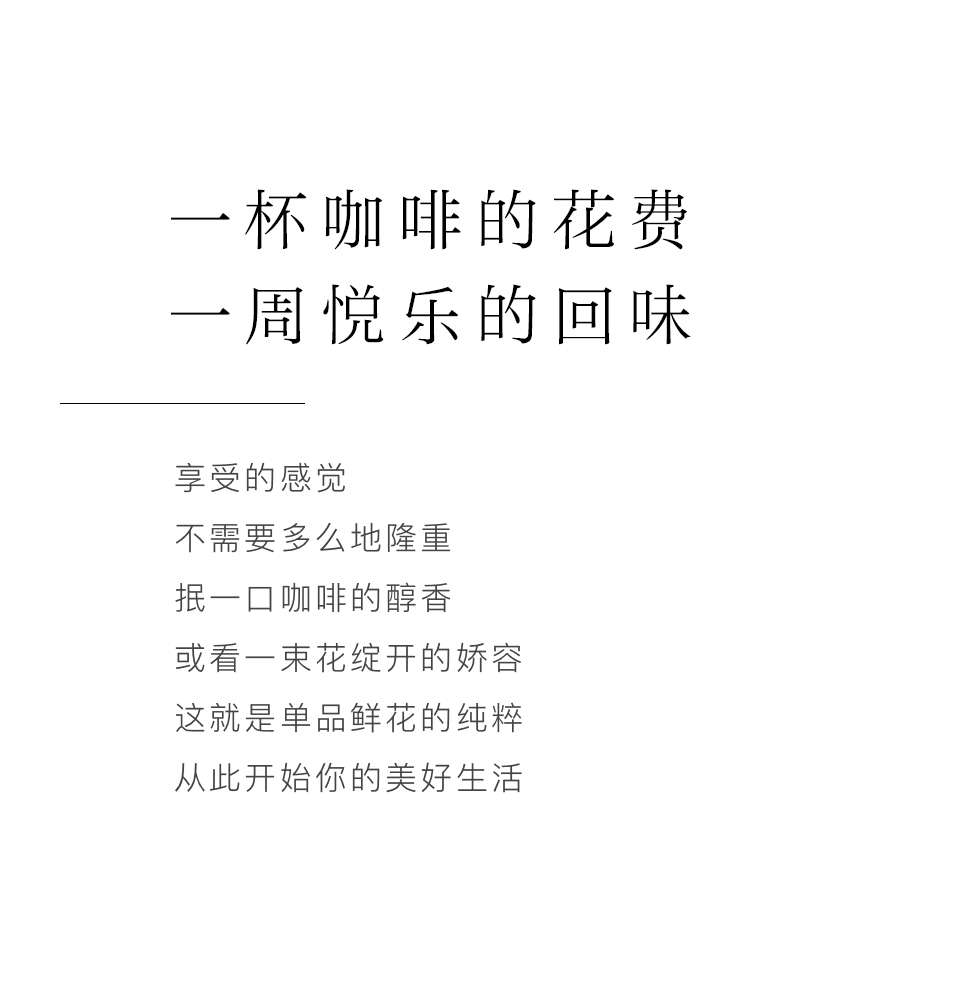 一杯咖啡的花费
一周悦乐的回味
享受的感觉
不需要多么地隆重
抿一口咖啡的醇香
或看一束花绽开的娇容
这就是单品鲜花的纯粹
从此开始你的美好生活